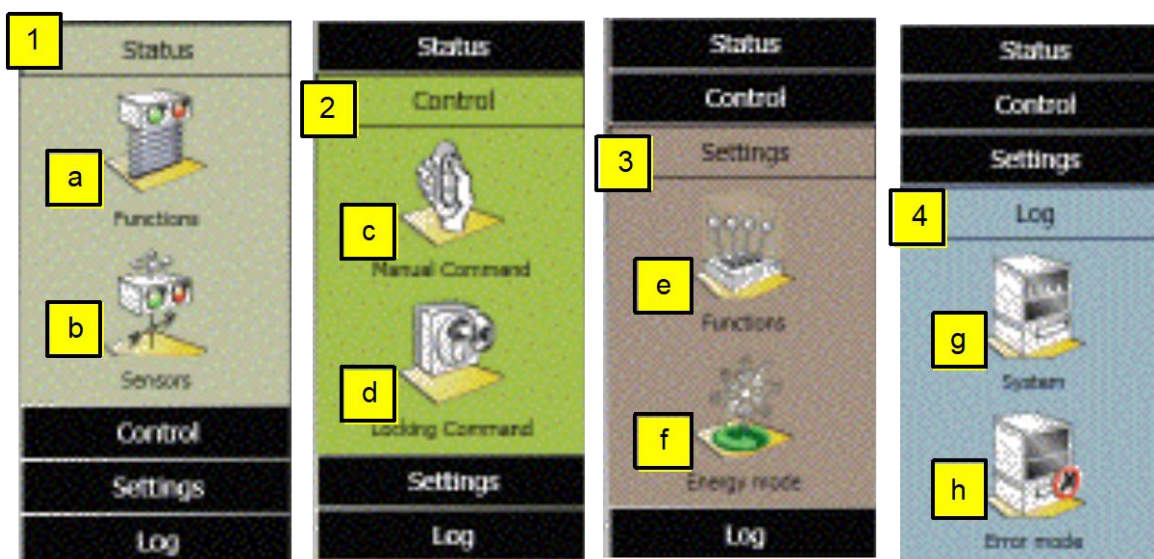 1
Status
a
Functions
b
Sensors
Control
Settings
Log
Status
2
Control
c
Manual Command
d
Locking Command
Settings
Log
Status
Control
3
Settings
e
Functions
f
Energy mode
Log
Status
Control
Settings
4
Log
g
System
h
Error mode